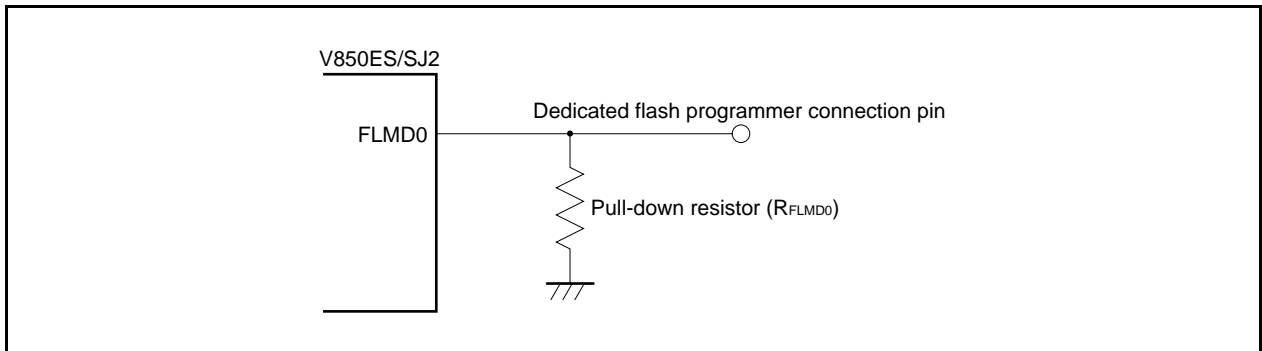 V850ES/SJ2
Dedicated flash programmer connection pin
FLMD0
Pull-down resistor (RFLMD0)